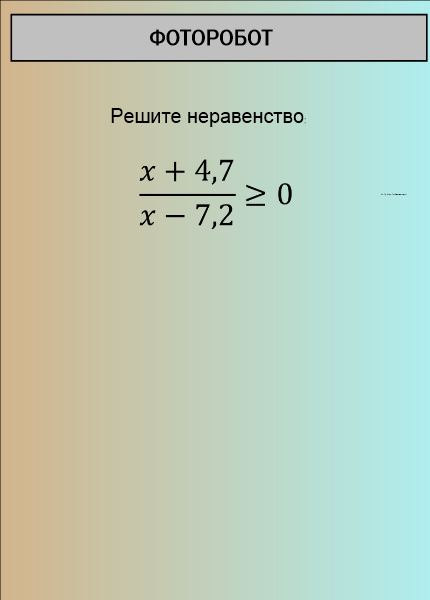 ФОТОРОБОТ
Решите неравенство:
x + 4,7
x − 7,2
≥ 0